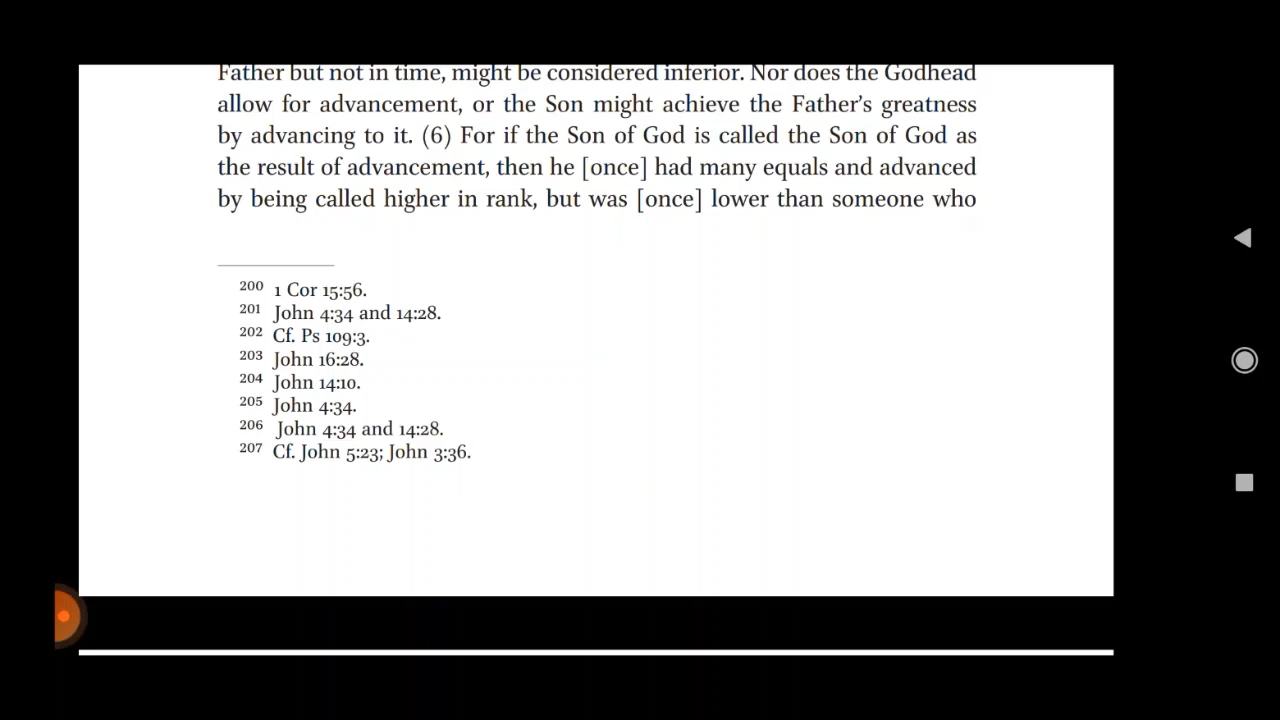 Father but not in time, might be considered inferior. Nor does the Godhead
allow for advancement, or the Son might achieve the Father’s greatness
by advancing to it. (6) For if the Son of God is called the Son of God as
the result of advancement, then he [once] had many equals and advanced
by being called higher in rank, but was [once] lower than someone who
200 1 Cor 15:56.
201 John 4:34 and 14:28.
202 Cf. Ps 109:3.
203 John 16:28.
204 John 14:10.
205 John 4:34.
206 John 4:34 and 14:28.
207 Cf. John 5:23; John 3:36.